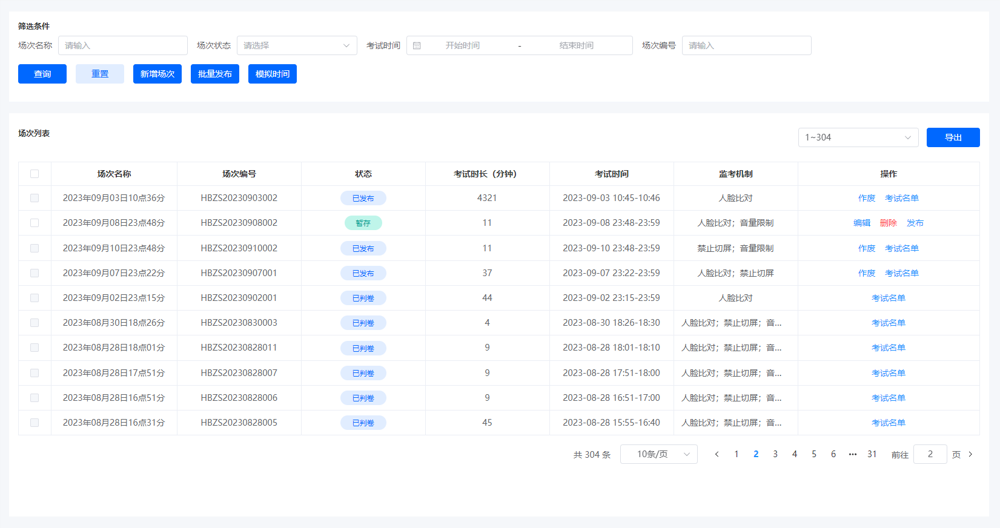 筛选条件
场次名称 请输入 场次状态 请选择 考试时间 开始时间 - 结束时间 场次编号 请输入
查询 重置 新增场次 批量发布 模拟时间
场次列表
1~304 导出
场次名称 场次编号 状态 考试时长（分钟） 考试时间 监考机制 操作
2023年09月03日10点36分 HBZS20230903002 已发布 4321 2023-09-03 10:45-10:46 人脸比对 作废 考试名单
2023年09月08日23点48分 HBZS20230908002 暂存 11 2023-09-08 23:48-23:59 人脸比对；音量限制 编辑 删除 发布
2023年09月10日23点48分 HBZS20230910002 已发布 11 2023-09-10 23:48-23:59 禁止切屏；音量限制 作废 考试名单
2023年09月07日23点22分 HBZS20230907001 已发布 37 2023-09-07 23:22-23:59 人脸比对；禁止切屏 作废 考试名单
2023年09月02日23点15分 HBZS20230902001 已判卷 44 2023-09-02 23:15-23:59 人脸比对 考试名单
2023年08月30日18点26分 HBZS20230830003 已判卷 4 2023-08-30 18:26-18:30 人脸比对；禁止切屏；音... 考试名单
2023年08月28日18点01分 HBZS20230828011 已判卷 9 2023-08-28 18:01-18:10 人脸比对；禁止切屏；音... 考试名单
2023年08月28日17点51分 HBZS20230828007 已判卷 9 2023-08-28 17:51-18:00 人脸比对；禁止切屏；音... 考试名单
2023年08月28日16点51分 HBZS20230828006 已判卷 9 2023-08-28 16:51-17:00 人脸比对；禁止切屏；音... 考试名单
2023年08月28日16点31分 HBZS20230828005 已判卷 45 2023-08-28 15:55-16:40 人脸比对；禁止切屏；音... 考试名单
共 304 条 10条/页 1 2 3 4 5 6 ••• 31 前往 2 页